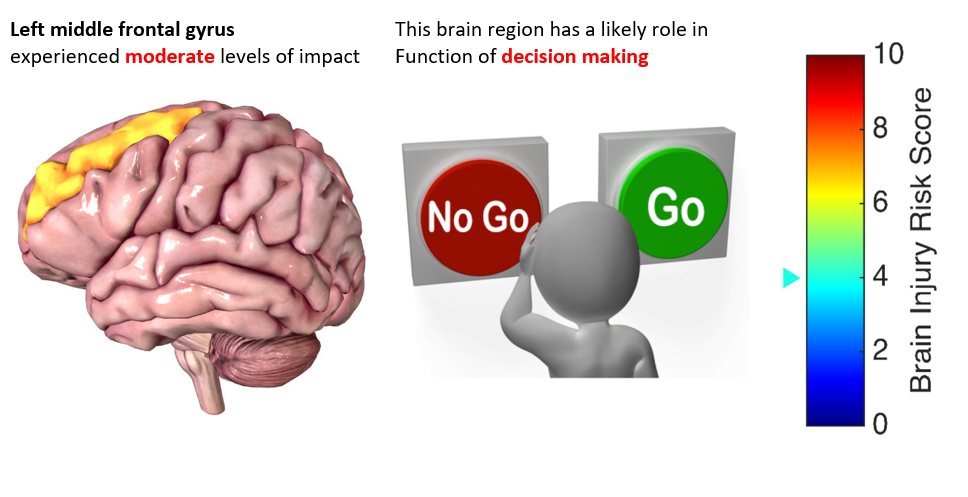 Left middle frontal gyrus
experienced moderate levels of impact
This brain region has a likely role in
Function of decision making
No Go
Go
10
8
6
4
2
0
Brain Injury Risk Score